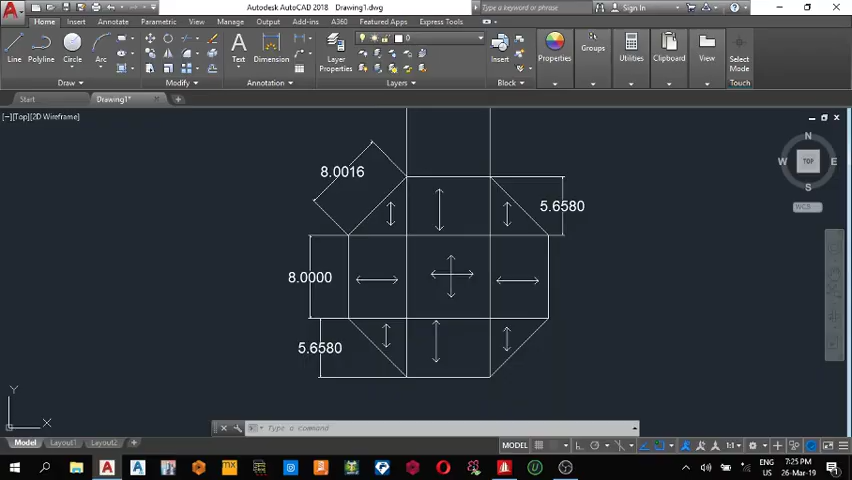 Autodesk AutoCAD 2018 Drawing1.dwg
Type a keyword or phrase
Sign In
Home Insert Annotate Parametric View Manage Output Add-ins A360 Featured Apps Express Tools
Line Polyline Circle Arc
Text Dimension
Layer Properties
0
Insert
Properties Groups Utilities Clipboard View Select Mode
Draw Modify Annotation Layers Block Touch
Start Drawing1*
[−][Top][2D Wireframe]
N
W TOP E
S
WCS
8.0016
5.6580
8.0000
5.6580
Y
X
Type a command
Model Layout1 Layout2
MODEL 1:1
ENG 7:25 PM
US 26-Mar-19